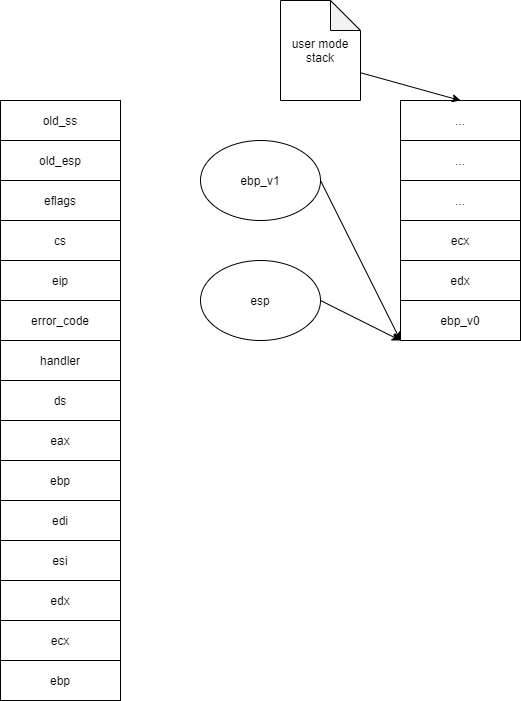 user mode
stack
old_ss
old_esp
eflags
cs
eip
error_code
handler
ds
eax
ebp
edi
esi
edx
ecx
ebp
ebp_v1
esp
...
...
...
ecx
edx
ebp_v0